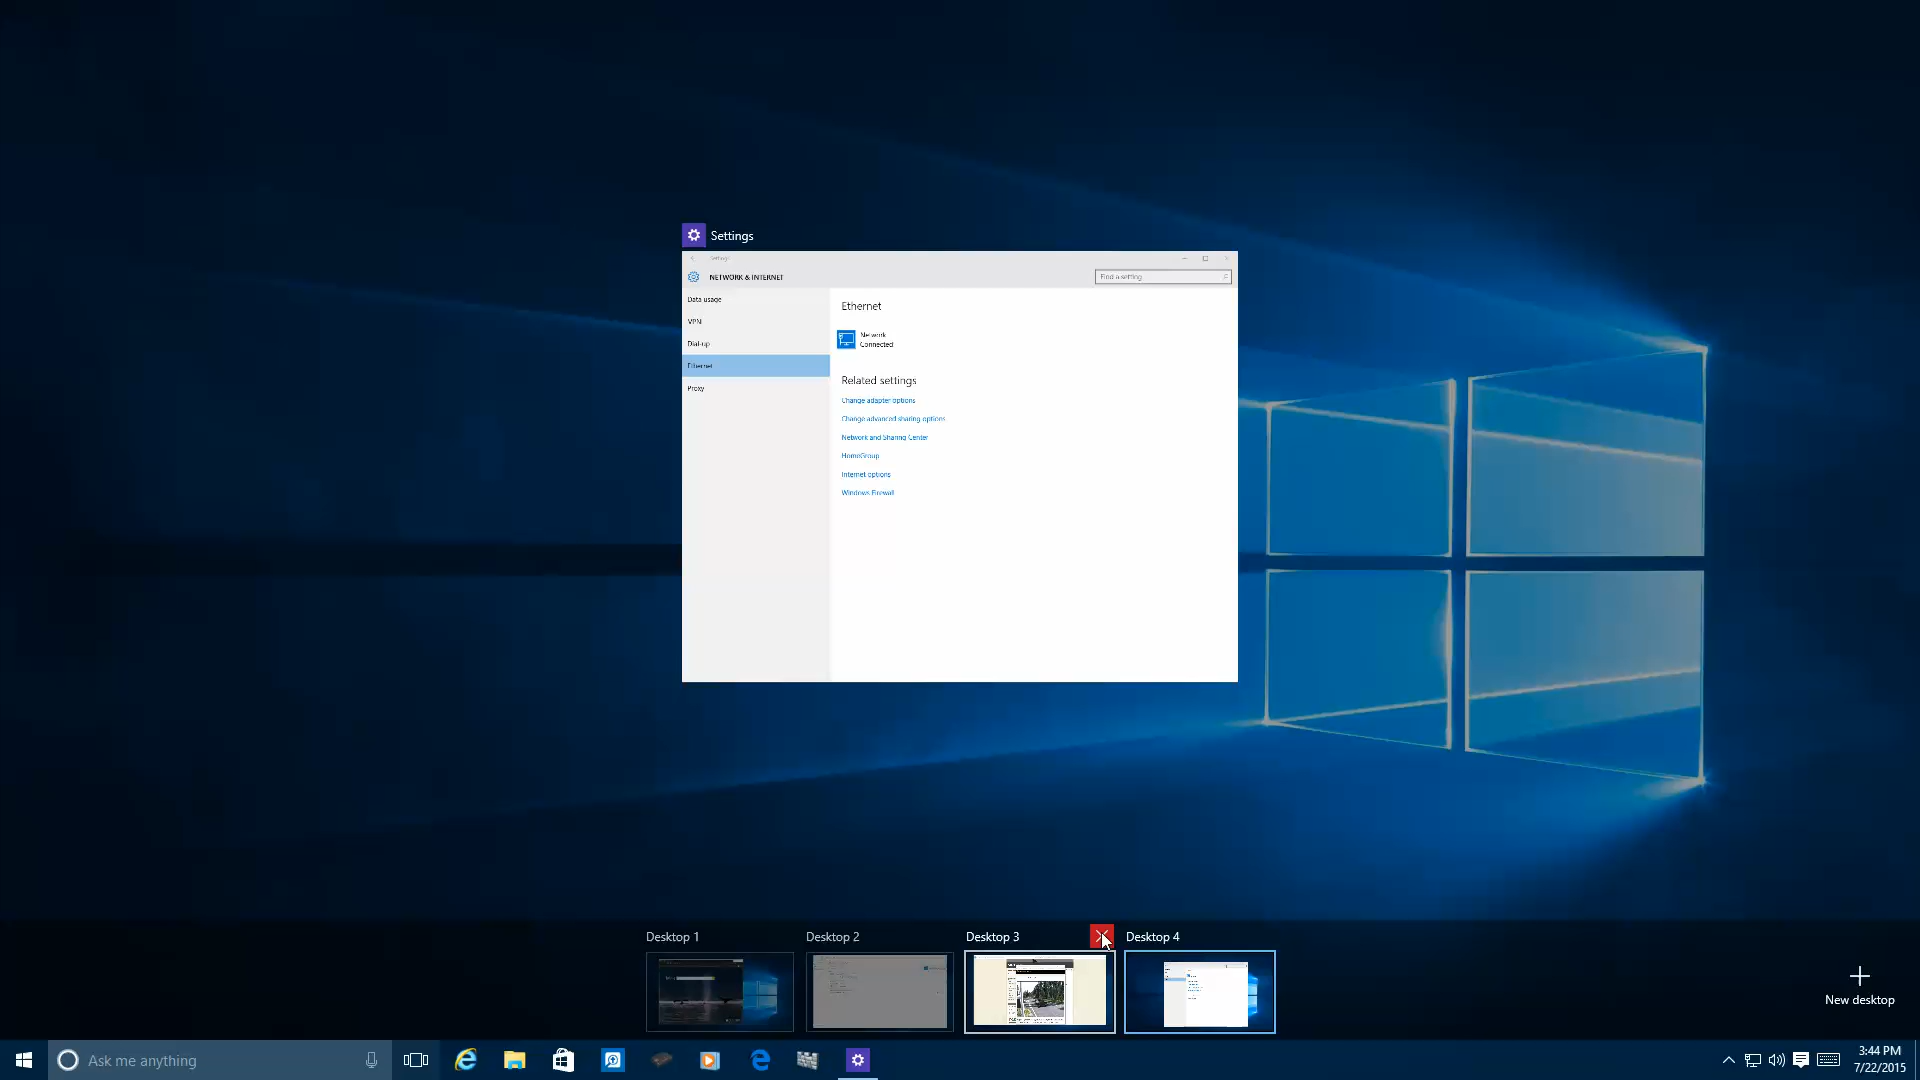 Settings
Settings
NETWORK & INTERNET
Find a setting
Data usage
VPN
Dial-up
Ethernet
Proxy
Ethernet
Network
Connected
Related settings
Change adapter options
Change advanced sharing options
Network and Sharing Center
HomeGroup
Internet options
Windows Firewall
Desktop 1
Desktop 2
Desktop 3
Desktop 4
New desktop
Ask me anything
3:44 PM
7/22/2015